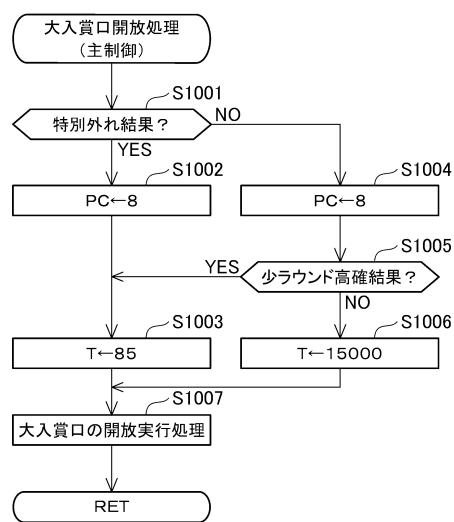 大入賞口開放処理
（主制御）
S1001
特別外れ結果？
NO
YES
S1002
PC←8
S1004
PC←8
S1005
少ラウンド高確結果？
YES
NO
S1003
T←85
S1006
T←15000
S1007
大入賞口の開放実行処理
RET